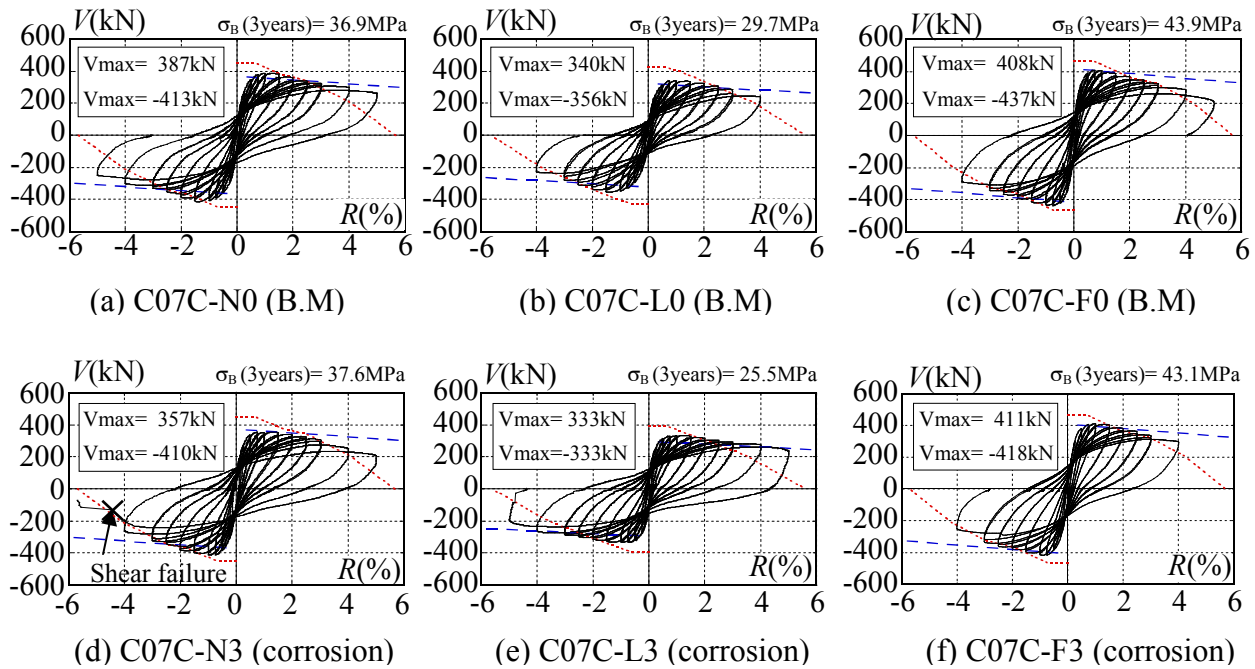 V(kN)
σB (3years)= 36.9MPa
600
400
200
0
-200
-400
-600
Vmax= 387kN
Vmax= -413kN
R(%)
-6 -4 -2 0 2 4 6
(a) C07C-N0 (B.M)
V(kN)
σB (3years)= 29.7MPa
600
400
200
0
-200
-400
-600
Vmax= 340kN
Vmax=-356kN
R(%)
-6 -4 -2 0 2 4 6
(b) C07C-L0 (B.M)
V(kN)
σB (3years)= 43.9MPa
600
400
200
0
-200
-400
-600
Vmax= 408kN
Vmax= -437kN
R(%)
-6 -4 -2 0 2 4 6
(c) C07C-F0 (B.M)
V(kN)
σB (3years)= 37.6MPa
600
400
200
0
-200
-400
-600
Vmax= 357kN
Vmax= -410kN
Shear failure
R(%)
-6 -4 -2 0 2 4 6
(d) C07C-N3 (corrosion)
V(kN)
σB (3years)= 25.5MPa
600
400
200
0
-200
-400
-600
Vmax= 333kN
Vmax= -333kN
R(%)
-6 -4 -2 0 2 4 6
(e) C07C-L3 (corrosion)
V(kN)
σB (3years)= 43.1MPa
600
400
200
0
-200
-400
-600
Vmax= 411kN
Vmax= -418kN
R(%)
-6 -4 -2 0 2 4 6
(f) C07C-F3 (corrosion)